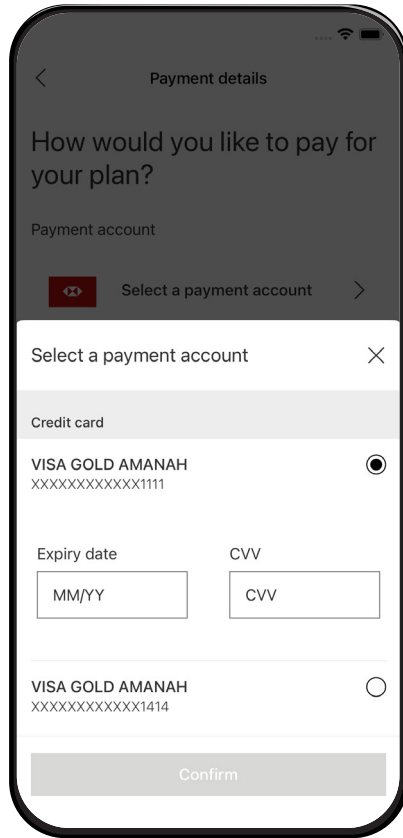 Payment details
How would you like to pay for
your plan?
Payment account
Select a payment account
Select a payment account
Credit card
VISA GOLD AMANAH
XXXXXXXXXXXX1111
Expiry date CVV
MM/YY CVV
VISA GOLD AMANAH
XXXXXXXXXXXX1414
Confirm